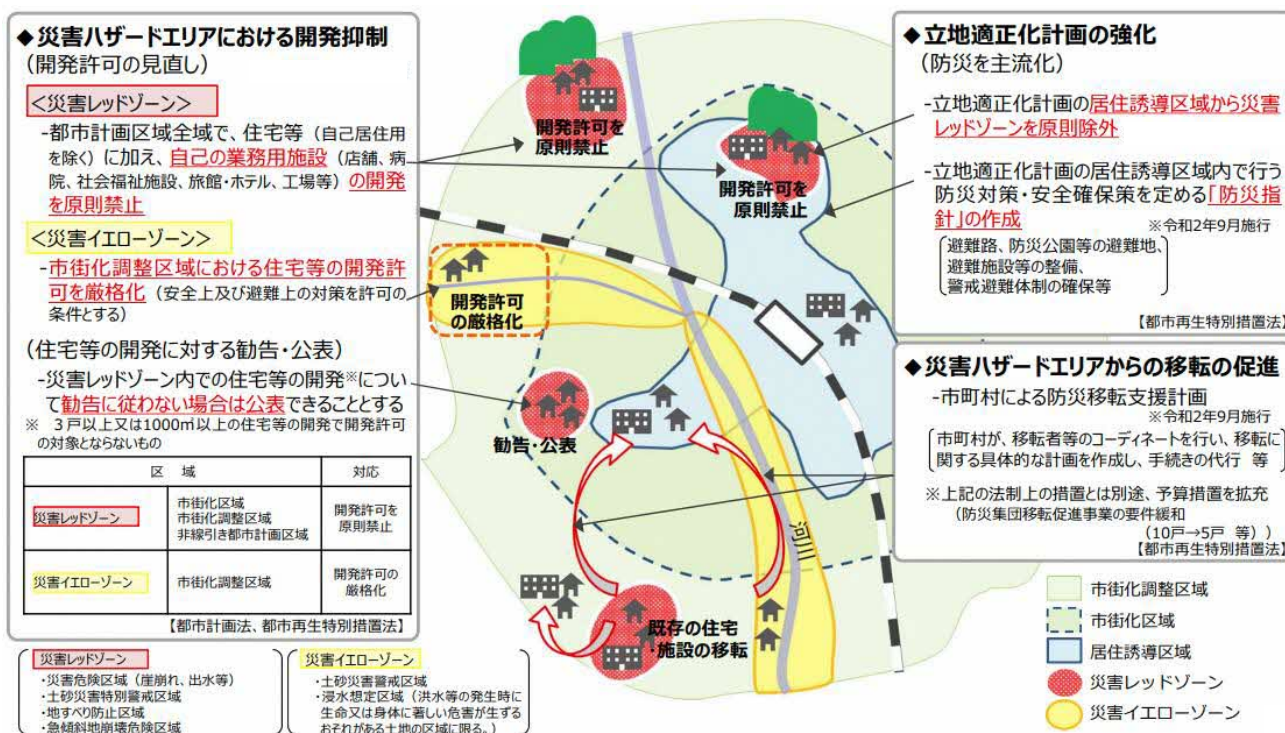 ◆災害ハザードエリアにおける開発抑制
（開発許可の見直し）
＜災害レッドゾーン＞
-都市計画区域全域で、住宅等（自己居住用
を除く）に加え、自己の業務用施設（店舗、病
院、社会福祉施設、旅館・ホテル、工場等）の開発
を原則禁止
＜災害イエローゾーン＞
-市街化調整区域における住宅等の開発許
可を厳格化（安全上及び避難上の対策を許可の
条件とする）
（住宅等の開発に対する勧告・公表）
-災害レッドゾーン内での住宅等の開発※につい
て勧告に従わない場合は公表できることとする
※ 3戸以上又は1000㎡以上の住宅等の開発で開発許可
の対象とならないもの
区 域 対応
災害レッドゾーン
市街化区域
市街化調整区域
非線引き都市計画区域
開発許可を
原則禁止
災害イエローゾーン
市街化調整区域
開発許可の
厳格化
【都市計画法、都市再生特別措置法】
災害レッドゾーン
・災害危険区域（崖崩れ、出水等）
・土砂災害特別警戒区域
・地すべり防止区域
・急傾斜地崩壊危険区域
災害イエローゾーン
・土砂災害警戒区域
・浸水想定区域（洪水等の発生時に
生命又は身体に著しい危害が生ずる
おそれがある土地の区域に限る。）
開発許可を
原則禁止
開発許可を
原則禁止
開発許可
の厳格化
勧告・公表
河川
既存の住宅
・施設の移転
◆立地適正化計画の強化
（防災を主流化）
-立地適正化計画の居住誘導区域から災害
レッドゾーンを原則除外
-立地適正化計画の居住誘導区域内で行う
防災対策・安全確保策を定める「防災指
針」の作成
※令和2年9月施行
避難路、防災公園等の避難地、
避難施設等の整備、
警戒避難体制の確保等
【都市再生特別措置法】
◆災害ハザードエリアからの移転の促進
-市町村による防災移転支援計画
※令和2年9月施行
市町村が、移転者等のコーディネートを行い、移転に
関する具体的な計画を作成し、手続きの代行 等
※上記の法制上の措置とは別途、予算措置を拡充
（防災集団移転促進事業の要件緩和
（10戸→5戸 等））
【都市再生特別措置法】
市街化調整区域
市街化区域
居住誘導区域
災害レッドゾーン
災害イエローゾーン